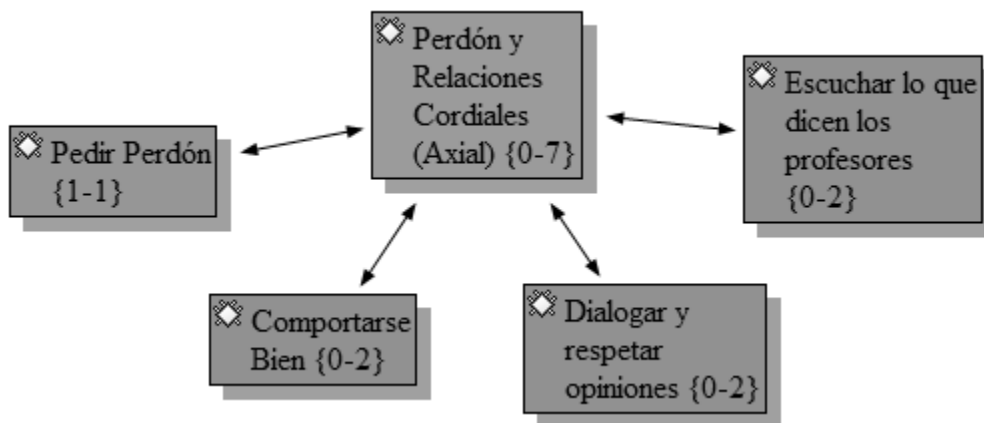 Perdón y
Relaciones
Cordiales
(Axial) {0-7}
Escuchar lo que
dicen los
profesores
{0-2}
Pedir Perdón
{1-1}
Comportarse
Bien {0-2}
Dialogar y
respetar
opiniones {0-2}